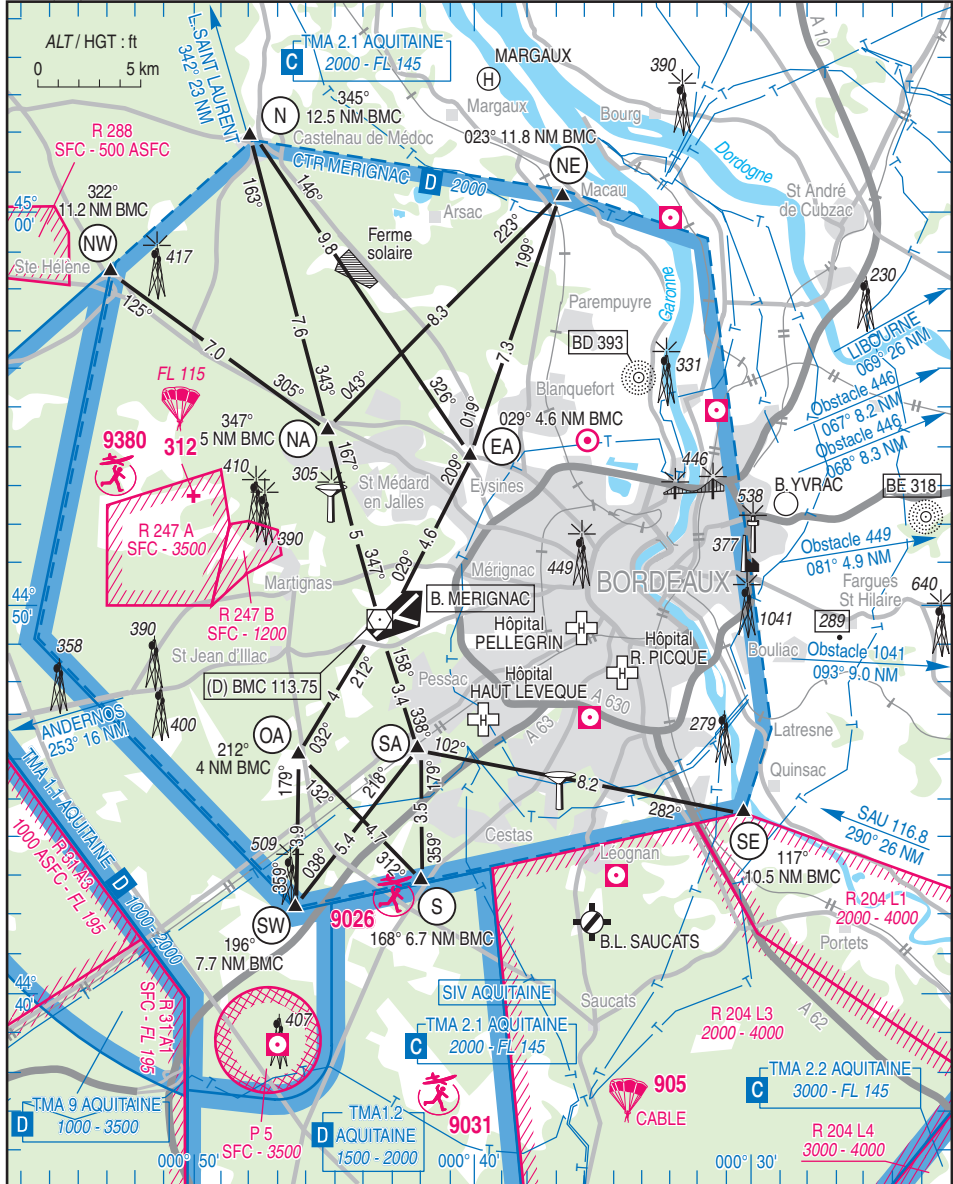 ALT / HGT : ft
0 5 km
L.SAINT LAURENT
342° 23 NM
C
TMA 2.1 AQUITAINE
2000 - FL 145
MARGAUX
H
Margaux
390
A 10
Bourg
Dordogne
N
345°
12.5 NM BMC
Castelnau de Médoc
023° 11.8 NM BMC
NE
Macau
R 288
SFC - 500 ASFC
CTR MERIGNAC
D
2000
St André
de Cubzac
45°
00'
322°
11.2 NM BMC
NW
Ste Hélène
417
163°
146°
Arsac
223°
199°
Ferme
solaire
9.8
Garonne
230
125°
7.0
7.6
8.3
7.3
Parempuyre
BD 393
331
LIBOURNE
069° 26 NM
305°
343°
043°
326°
019°
Blanquefort
Obstacle 446
067° 8.2 NM
Obstacle 446
068° 8.3 NM
FL 115
312
9380
347°
5 NM BMC
NA
029° 4.6 NM BMC
EA
410
305
167°
209°
St Médard
en Jalles
Eysines
446
B.YVRAC
BE 318
538
390
R 247 A
SFC - 3500
5
4.6
377
Obstacle 449
081° 4.9 NM
Martignas
347°
029°
Mérignac
449
BORDEAUX
Fargues
St Hilaire
640
44°
50'
R 247 B
SFC - 1200
B. MERIGNAC
Hôpital
PELLEGRIN
1041
289
358
390
St Jean d'Illac
212°
158°
Hôpital
R. PICQUE
Bouliac
Obstacle 1041
093° 9.0 NM
(D) BMC 113.75
4
3.4
Pessac
Hôpital
HAUT LEVEQUE
A 630
A 63
400
ANDERNOS
253° 16 NM
OA
032°
212°
4 NM BMC
SA
338°
102°
279
Latresne
179°
132°
218°
179°
8.2
Quinsac
TMA 1.1 AQUITAINE
D
1000 - 2000
R 31 A3
1000 ASFC - FL 195
3.9
5.4
4.7
3.5
282°
SAU 116.8
290° 26 NM
Cestas
509
359°
038°
312°
359°
Léognan
SE
117°
10.5 NM BMC
SW
9026
S
196°
7.7 NM BMC
168° 6.7 NM BMC
B.L. SAUCATS
R 204 L1
2000 - 4000
Portets
44°
40'
R 31 A1
SFC - FL 195
407
SIV AQUITAINE
Saucats
A 62
R 204 L3
2000 - 4000
C
TMA 2.1 AQUITAINE
2000 - FL 145
C
TMA 2.2 AQUITAINE
3000 - FL 145
9031
905
CABLE
TMA 9 AQUITAINE
D
1000 - 3500
P 5
SFC - 3500
TMA1.2
D
AQUITAINE
1500 - 2000
R 204 L4
3000 - 4000
000° 50'
000° 40'
000° 30'